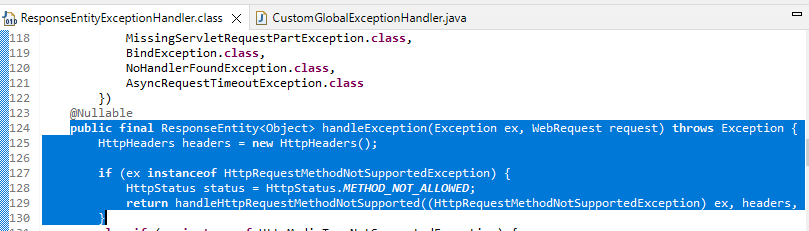 ResponseEntityExceptionHandler.class
CustomGlobalExceptionHandler.java
118 MissingServletRequestPartException.class,
119 BindException.class,
120 NoHandlerFoundException.class,
121 AsyncRequestTimeoutException.class
122 })
123 @Nullable
124 public final ResponseEntity<Object> handleException(Exception ex, WebRequest request) throws Exception {
125 HttpHeaders headers = new HttpHeaders();
126
127 if (ex instanceof HttpRequestMethodNotSupportedException) {
128 HttpStatus status = HttpStatus.METHOD_NOT_ALLOWED;
129 return handleHttpRequestMethodNotSupported((HttpRequestMethodNotSupportedException) ex, headers,
130 }